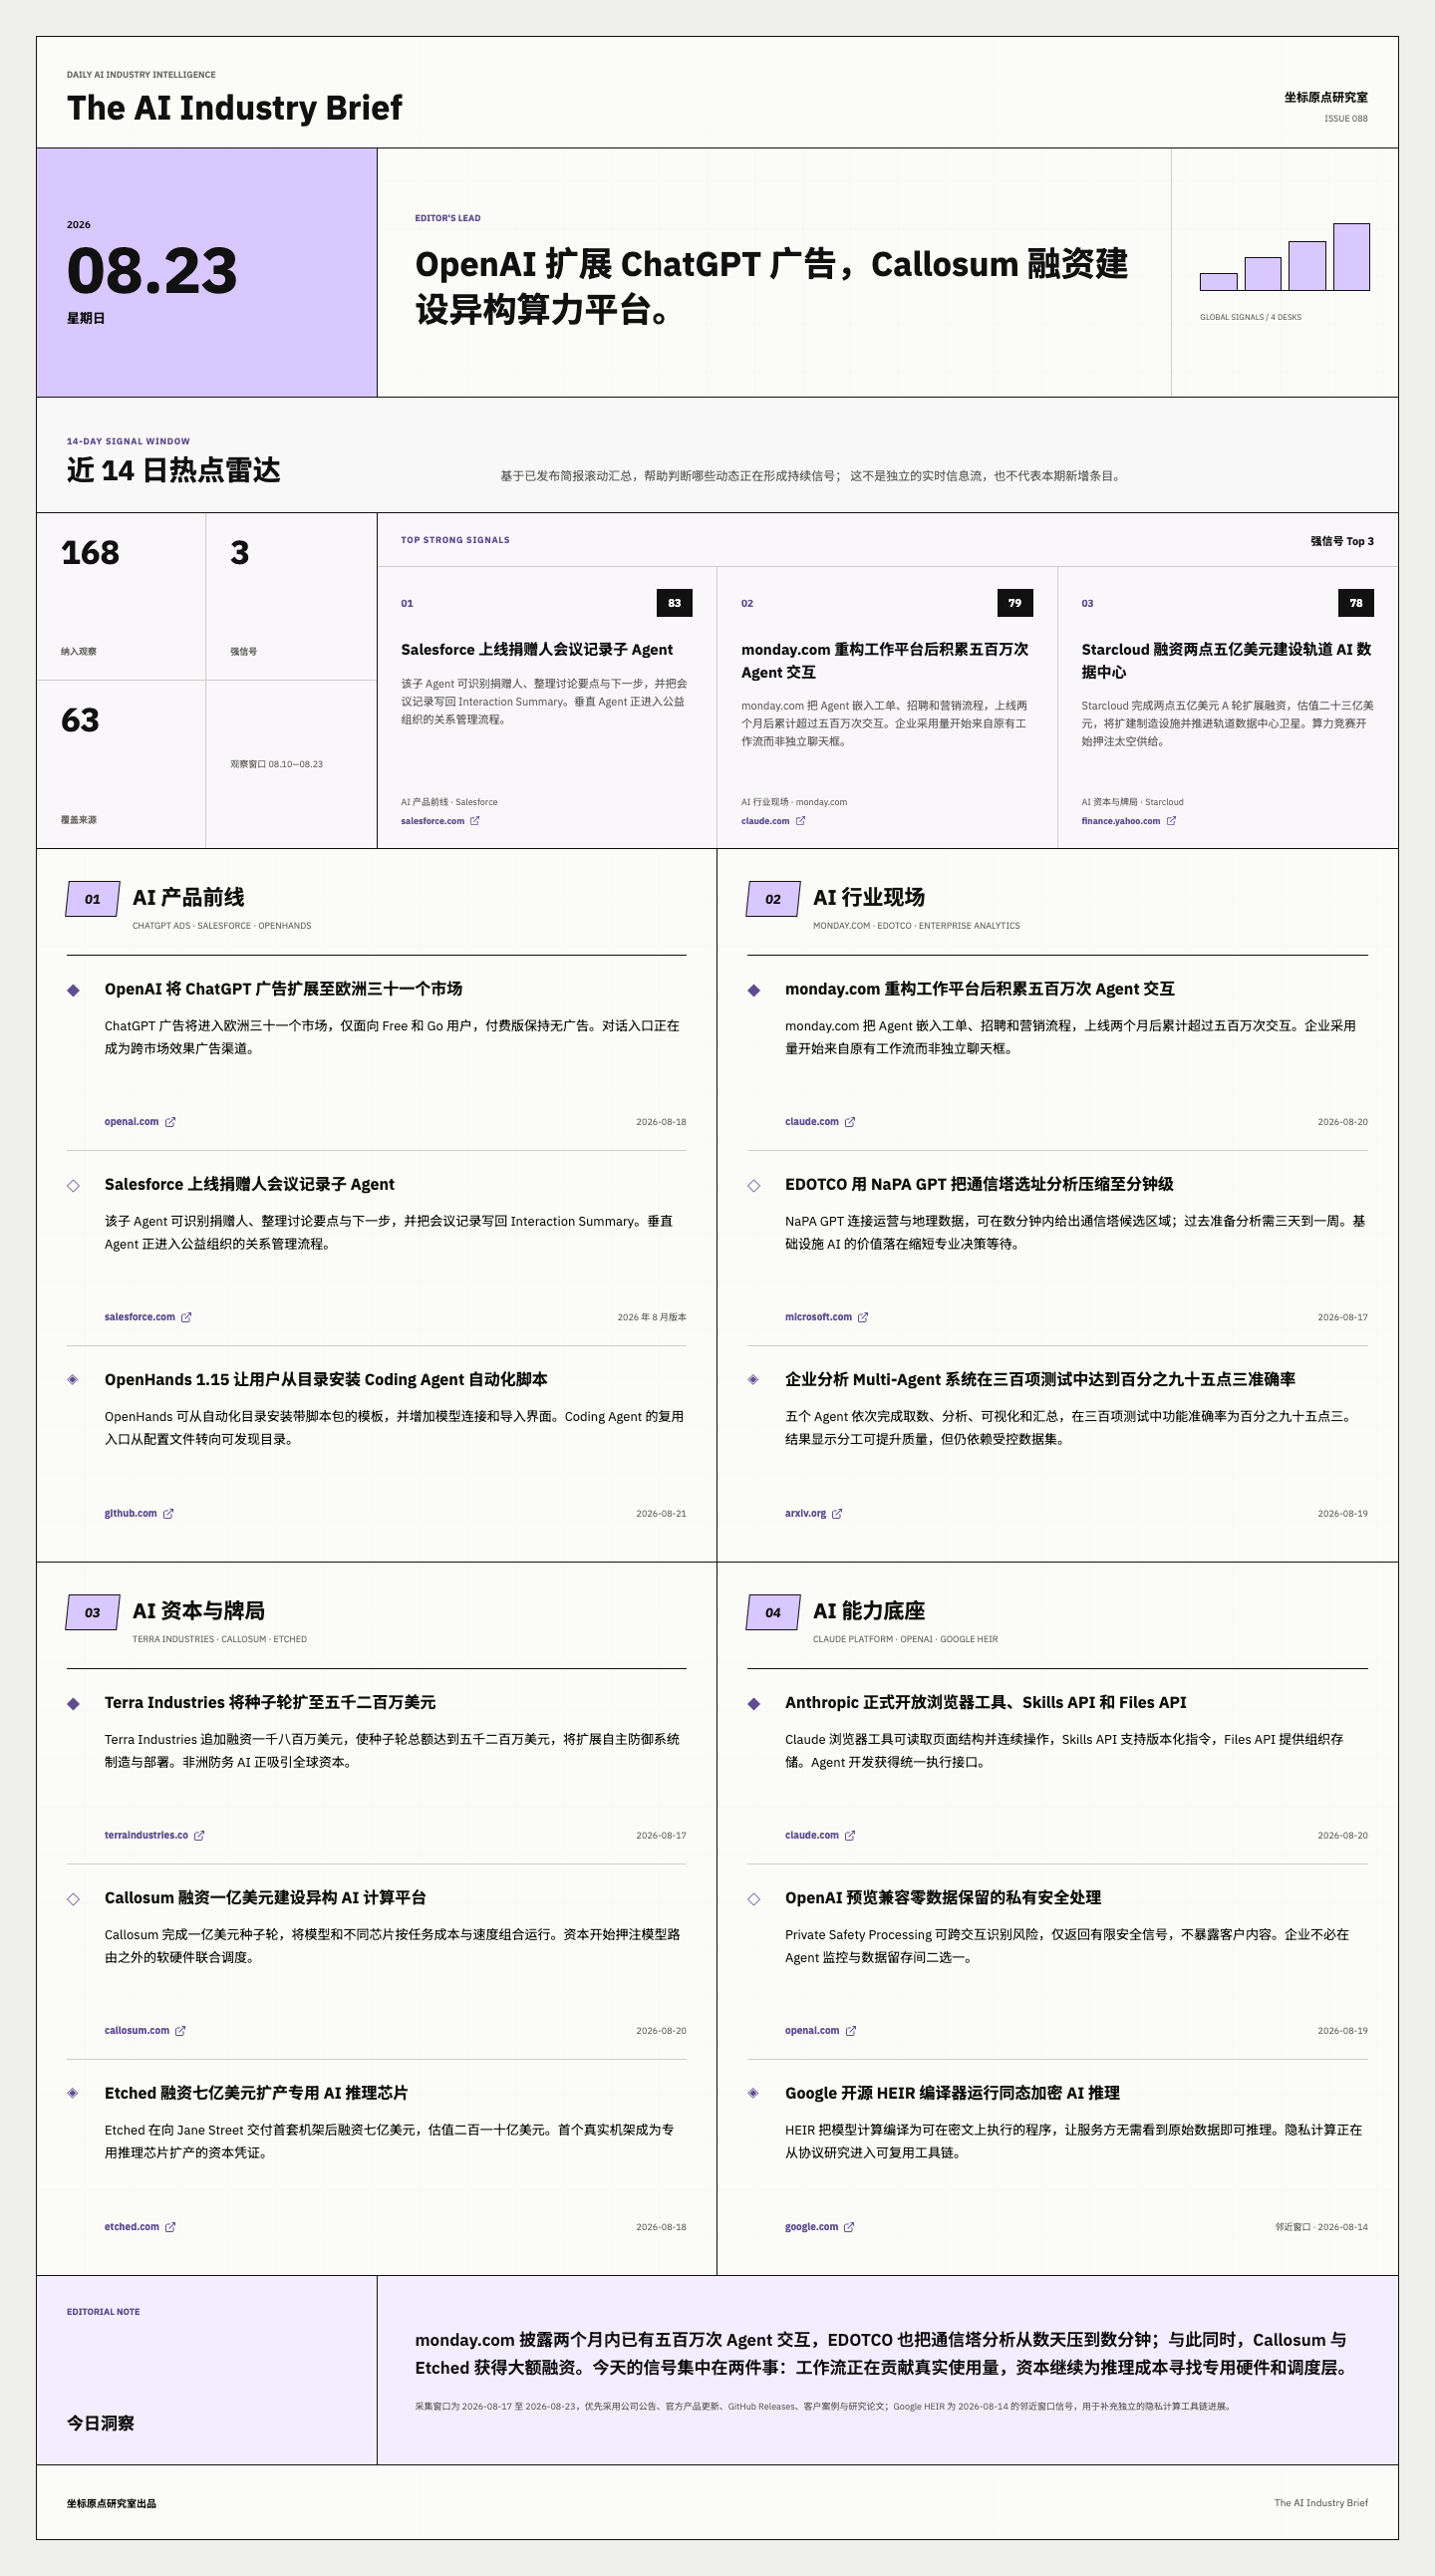 DAILY AI INDUSTRY INTELLIGENCE
The AI Industry Brief
坐标原点研究室
ISSUE 088
2026
08.23
星期日
EDITOR'S LEAD
OpenAI 扩展 ChatGPT 广告，Callosum 融资建
设异构算力平台。
GLOBAL SIGNALS / 4 DESKS
14-DAY SIGNAL WINDOW
近 14 日热点雷达
基于已发布简报滚动汇总，帮助判断哪些动态正在形成持续信号； 这不是独立的实时信息流，也不代表本期新增条目。
168
纳入观察
3
强信号
63
覆盖来源
观察窗口 08.10—08.23
TOP STRONG SIGNALS
强信号 Top 3
01
83
Salesforce 上线捐赠人会议记录子 Agent
该子 Agent 可识别捐赠人、整理讨论要点与下一步，并把会
议记录写回 Interaction Summary。垂直 Agent 正进入公益
组织的关系管理流程。
AI 产品前线 · Salesforce
salesforce.com
02
79
monday.com 重构工作平台后积累五百万次
Agent 交互
monday.com 把 Agent 嵌入工单、招聘和营销流程，上线两
个月后累计超过五百万次交互。企业采用量开始来自原有工
作流而非独立聊天框。
AI 行业现场 · monday.com
claude.com
03
78
Starcloud 融资两点五亿美元建设轨道 AI 数
据中心
Starcloud 完成两点五亿美元 A 轮扩展融资，估值二十三亿美
元，将扩建制造设施并推进轨道数据中心卫星。算力竞赛开
始押注太空供给。
AI 资本与牌局 · Starcloud
finance.yahoo.com
01
AI 产品前线
CHATGPT ADS · SALESFORCE · OPENHANDS
OpenAI 将 ChatGPT 广告扩展至欧洲三十一个市场
ChatGPT 广告将进入欧洲三十一个市场，仅面向 Free 和 Go 用户，付费版保持无广告。对话入口正在
成为跨市场效果广告渠道。
openai.com
2026-08-18
Salesforce 上线捐赠人会议记录子 Agent
该子 Agent 可识别捐赠人、整理讨论要点与下一步，并把会议记录写回 Interaction Summary。垂直
Agent 正进入公益组织的关系管理流程。
salesforce.com
2026 年 8 月版本
OpenHands 1.15 让用户从目录安装 Coding Agent 自动化脚本
OpenHands 可从自动化目录安装带脚本包的模板，并增加模型连接和导入界面。Coding Agent 的复用
入口从配置文件转向可发现目录。
github.com
2026-08-21
02
AI 行业现场
MONDAY.COM · EDOTCO · ENTERPRISE ANALYTICS
monday.com 重构工作平台后积累五百万次 Agent 交互
monday.com 把 Agent 嵌入工单、招聘和营销流程，上线两个月后累计超过五百万次交互。企业采用
量开始来自原有工作流而非独立聊天框。
claude.com
2026-08-20
EDOTCO 用 NaPA GPT 把通信塔选址分析压缩至分钟级
NaPA GPT 连接运营与地理数据，可在数分钟内给出通信塔候选区域；过去准备分析需三天到一周。基
础设施 AI 的价值落在缩短专业决策等待。
microsoft.com
2026-08-17
企业分析 Multi-Agent 系统在三百项测试中达到百分之九十五点三准确率
五个 Agent 依次完成取数、分析、可视化和汇总，在三百项测试中功能准确率为百分之九十五点三。
结果显示分工可提升质量，但仍依赖受控数据集。
arxiv.org
2026-08-19
03
AI 资本与牌局
TERRA INDUSTRIES · CALLOSUM · ETCHED
Terra Industries 将种子轮扩至五千二百万美元
Terra Industries 追加融资一千八百万美元，使种子轮总额达到五千二百万美元，将扩展自主防御系统
制造与部署。非洲防务 AI 正吸引全球资本。
terraindustries.co
2026-08-17
Callosum 融资一亿美元建设异构 AI 计算平台
Callosum 完成一亿美元种子轮，将模型和不同芯片按任务成本与速度组合运行。资本开始押注模型路
由之外的软硬件联合调度。
callosum.com
2026-08-20
Etched 融资七亿美元扩产专用 AI 推理芯片
Etched 在向 Jane Street 交付首套机架后融资七亿美元，估值二百一十亿美元。首个真实机架成为专
用推理芯片扩产的资本凭证。
etched.com
2026-08-18
04
AI 能力底座
CLAUDE PLATFORM · OPENAI · GOOGLE HEIR
Anthropic 正式开放浏览器工具、Skills API 和 Files API
Claude 浏览器工具可读取页面结构并连续操作，Skills API 支持版本化指令，Files API 提供组织存
储。Agent 开发获得统一执行接口。
claude.com
2026-08-20
OpenAI 预览兼容零数据保留的私有安全处理
Private Safety Processing 可跨交互识别风险，仅返回有限安全信号，不暴露客户内容。企业不必在
Agent 监控与数据留存间二选一。
openai.com
2026-08-19
Google 开源 HEIR 编译器运行同态加密 AI 推理
HEIR 把模型计算编译为可在密文上执行的程序，让服务方无需看到原始数据即可推理。隐私计算正在
从协议研究进入可复用工具链。
google.com
邻近窗口 · 2026-08-14
EDITORIAL NOTE
今日洞察
monday.com 披露两个月内已有五百万次 Agent 交互，EDOTCO 也把通信塔分析从数天压到数分钟；与此同时，Callosum 与
Etched 获得大额融资。今天的信号集中在两件事：工作流正在贡献真实使用量，资本继续为推理成本寻找专用硬件和调度层。
采集窗口为 2026-08-17 至 2026-08-23，优先采用公司公告、官方产品更新、GitHub Releases、客户案例与研究论文；Google HEIR 为 2026-08-14 的邻近窗口信号，用于补充独立的隐私计算工具链进展。
坐标原点研究室出品
The AI Industry Brief